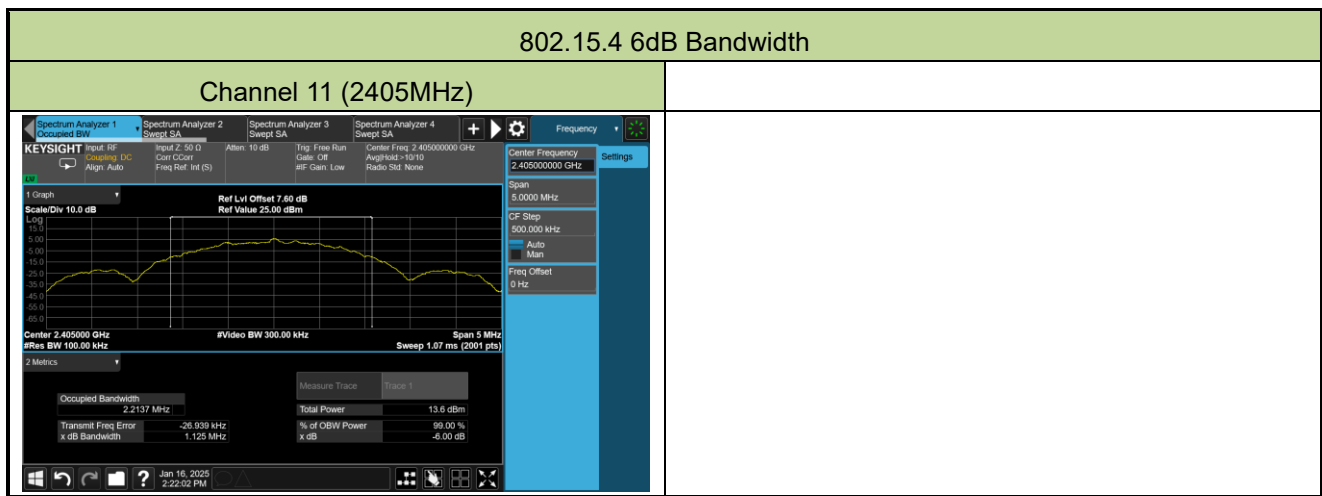 802.15.4 6dB Bandwidth
Channel 11 (2405MHz)
Spectrum Analyzer 1
Occupied BW
Spectrum Analyzer 2
Swept SA
Spectrum Analyzer 3
Swept SA
Spectrum Analyzer 4
Swept SA
+
Frequency
KEYSIGHT
Input: RF
Coupling: DC
Align: Auto
Input Z: 50 Ω
Corr CCorr
Freq Ref: Int (S)
Atten: 10 dB
Trig: Free Run
Gate: Off
#IF Gain: Low
Center Freq: 2.405000000 GHz
Avg|Hold:>10/10
Radio Std: None
Center Frequency
2.405000000 GHz
Settings
Span
5.0000 MHz
CF Step
500.000 kHz
Auto
Man
Freq Offset
0 Hz
1 Graph
Scale/Div 10.0 dB
Ref Lvl Offset 7.60 dB
Ref Value 25.00 dBm
Log
15.0
5.00
-5.00
-15.0
-25.0
-35.0
-45.0
-55.0
-65.0
Center 2.405000 GHz
#Video BW 300.00 kHz
Span 5 MHz
#Res BW 100.00 kHz
Sweep 1.07 ms (2001 pts)
2 Metrics
Measure Trace
Trace 1
Occupied Bandwidth
2.2137 MHz
Total Power 13.6 dBm
Transmit Freq Error -26.939 kHz
% of OBW Power 99.00 %
x dB Bandwidth 1.125 MHz
x dB -6.00 dB
?
Jan 16, 2025
2:22:02 PM